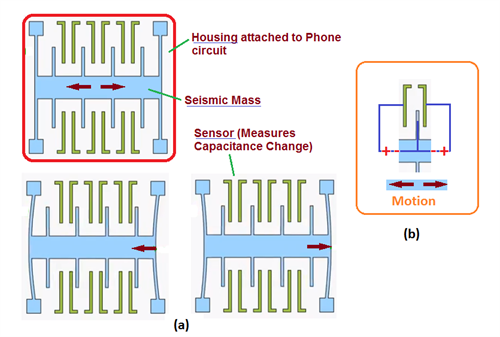 Housing attached to Phone
circuit
Seismic Mass
Sensor (Measures
Capacitance Change)
Motion
(b)
(a)